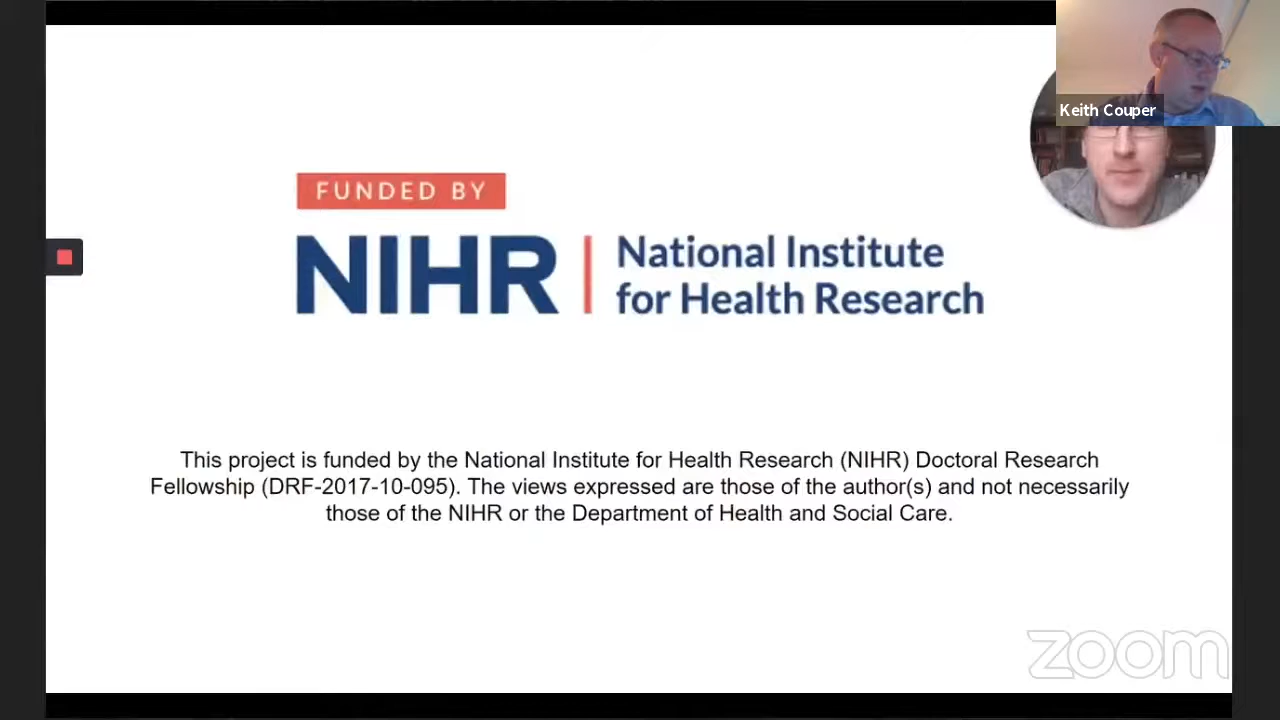 Keith Couper
FUNDED BY
NIHR | National Institute
for Health Research
This project is funded by the National Institute for Health Research (NIHR) Doctoral Research
Fellowship (DRF-2017-10-095). The views expressed are those of the author(s) and not necessarily
those of the NIHR or the Department of Health and Social Care.
zoom